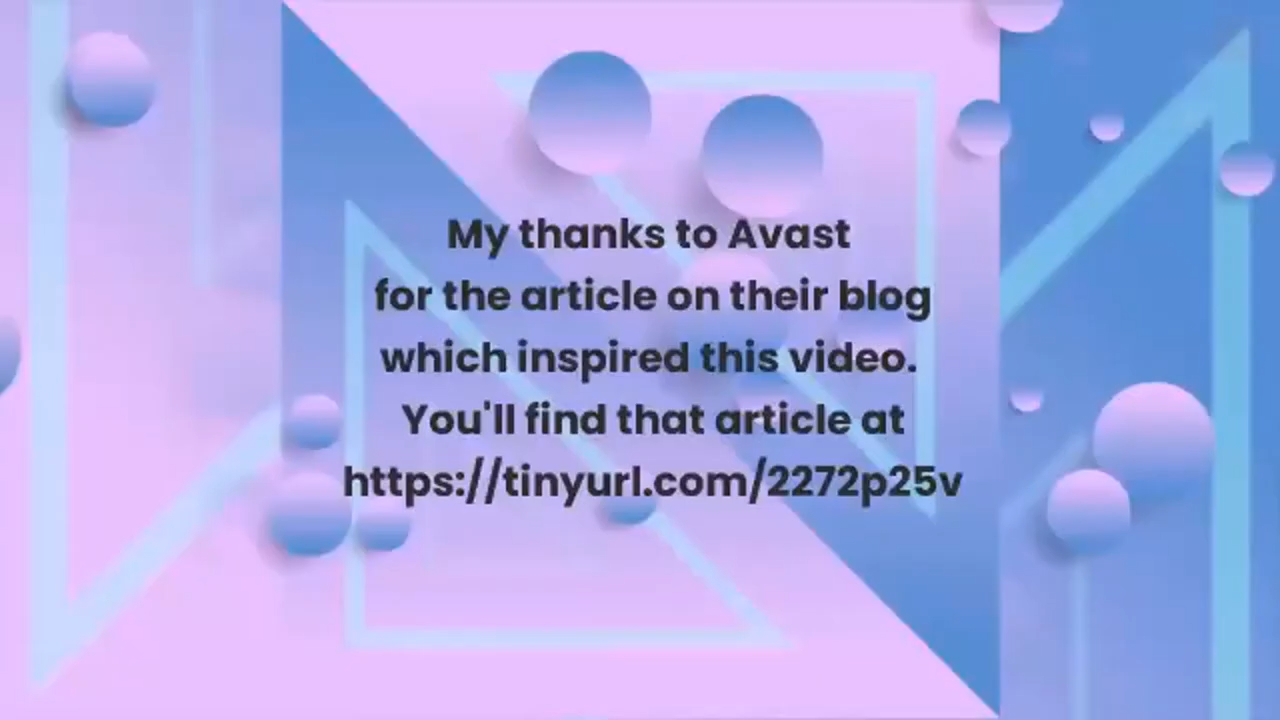 My thanks to Avast
for the article on their blog
which inspired this video.
You'll find that article at
https://tinyurl.com/2272p25v